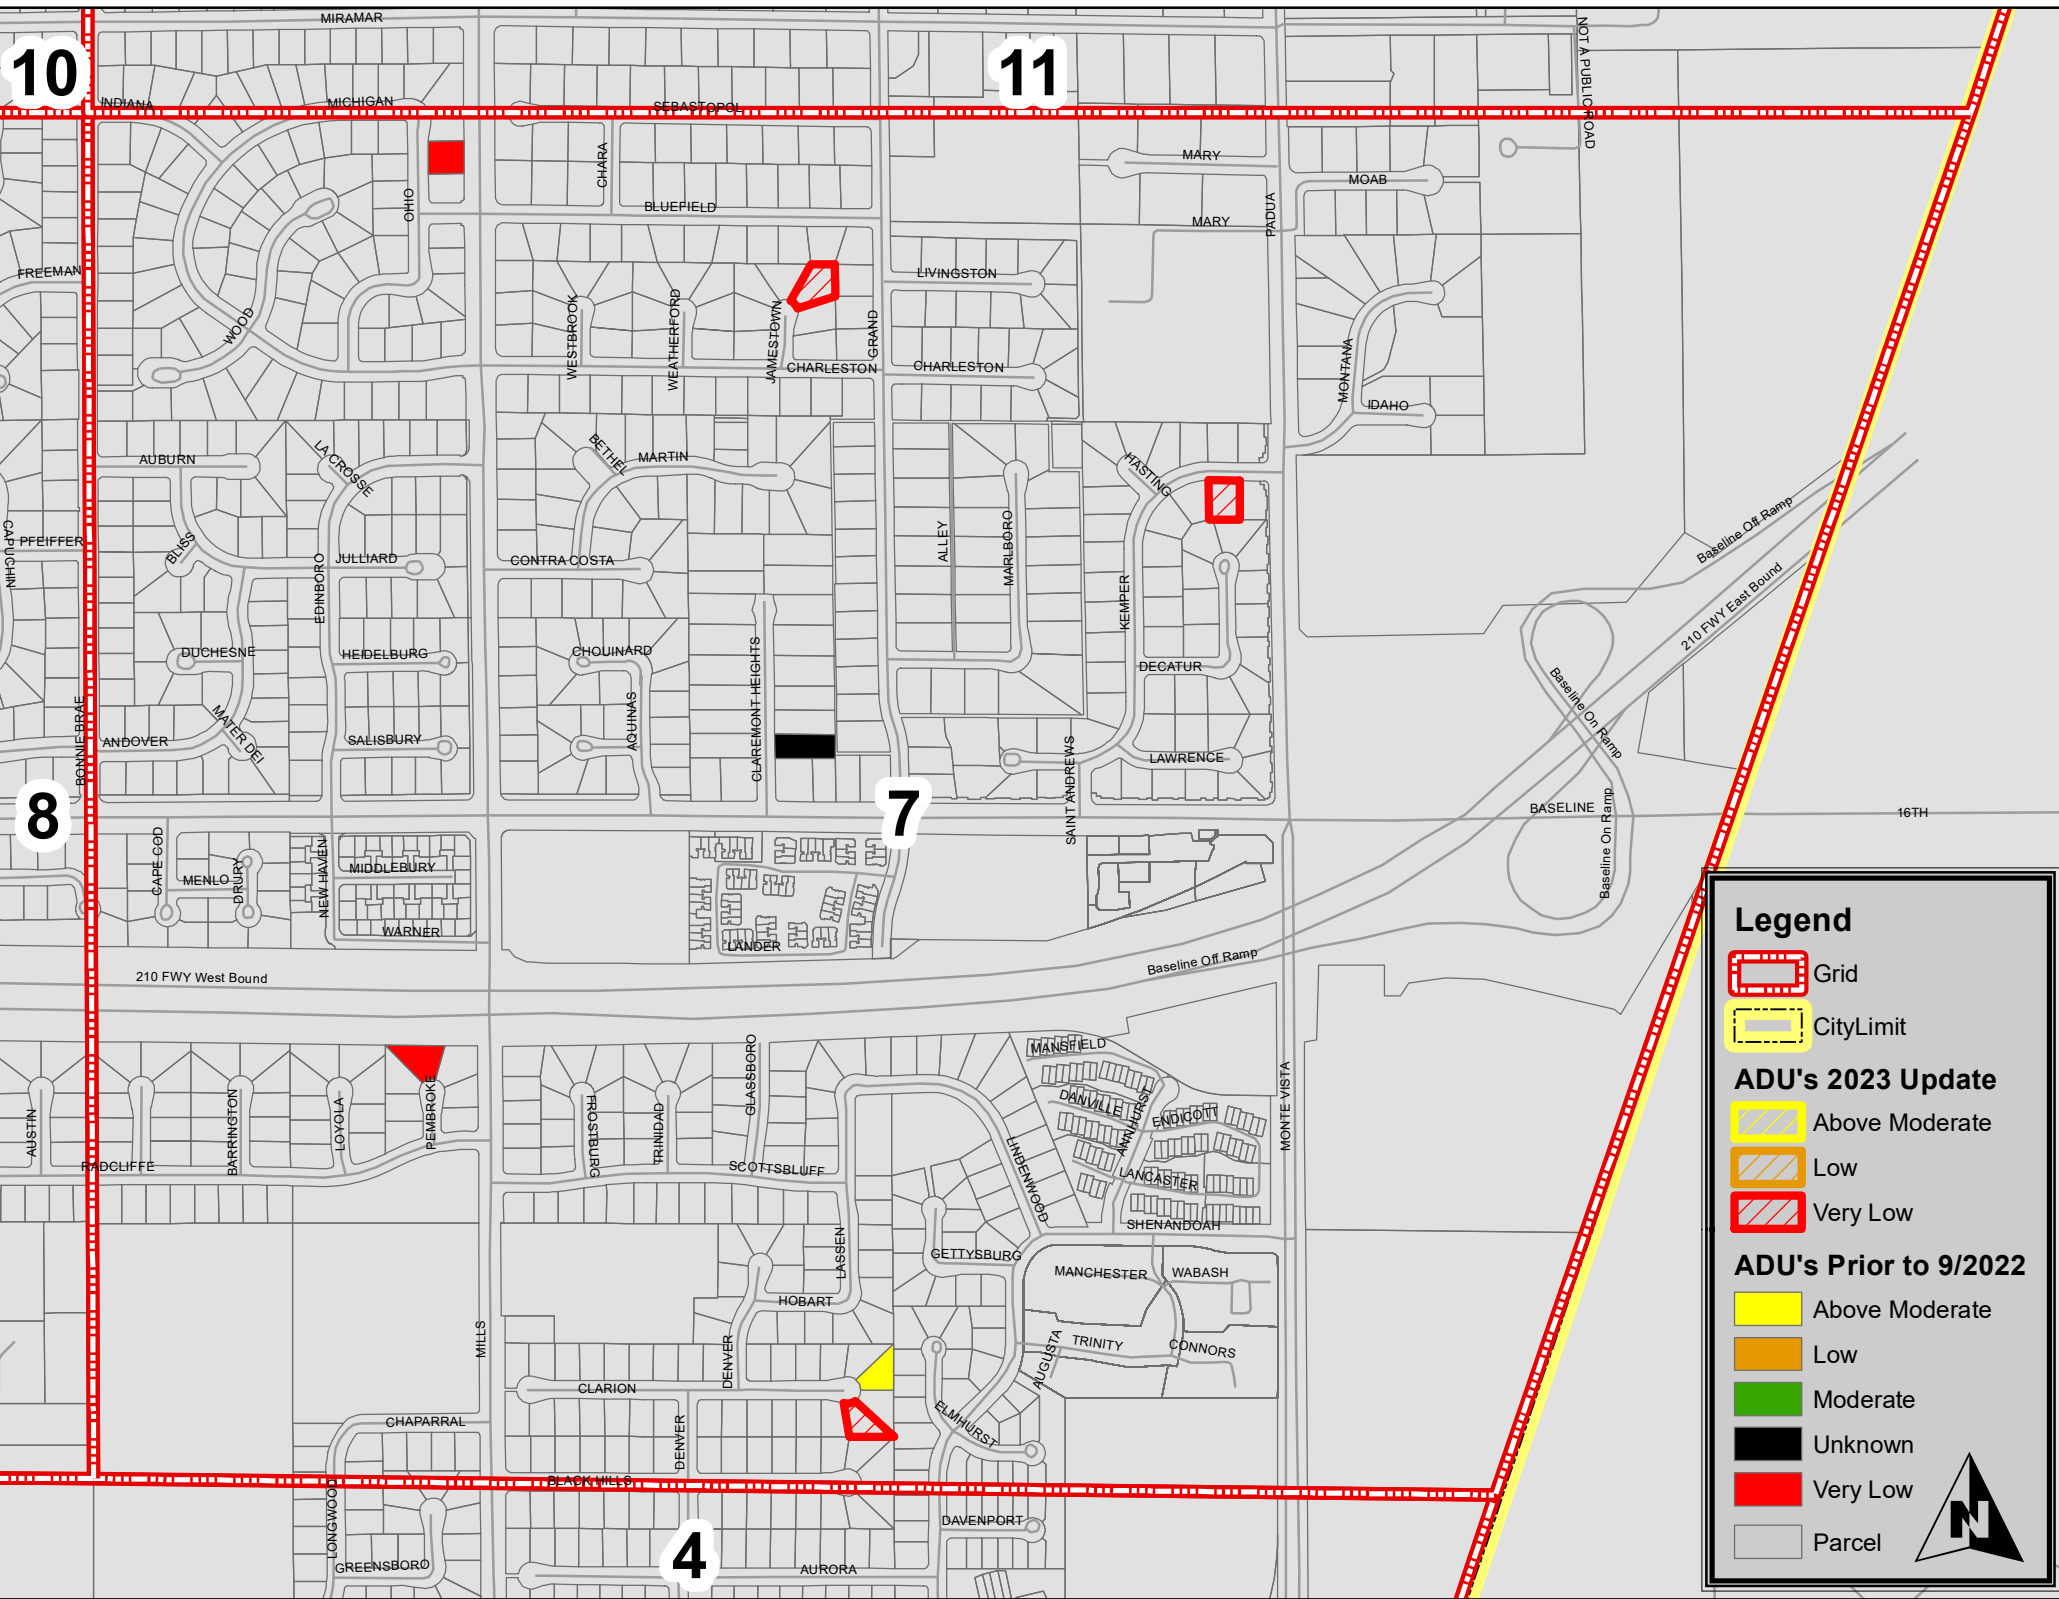 MIRAMAR
10
11
NOT A PUBLIC ROAD
INDIANA
MICHIGAN
SEBASTOPOL
CHARA
MARY
MOAB
OHIO
BLUEFIELD
MARY
PADUA
FREEMAN
LIVINGSTON
WOOD
WESTBROOK
WEATHERFORD
JAMESTOWN
GRAND
CHARLESTON
CHARLESTON
MONTANA
IDAHO
AUBURN
LA CROSSE
BETHEL
MARTIN
HASTING
CAPUCHIN
PFEIFFER
BLISS
EDINBORO
JULLIARD
CONTRA COSTA
ALLEY
MARLBORO
KEMPER
Baseline Off Ramp
210 FWY East Bound
DUCHESNE
HEIDELBURG
CHOUINARD
CLAREMONT HEIGHTS
DECATUR
Baseline On Ramp
BONNIE BRAE
ANDOVER
MATER DEI
SALISBURY
AQUINAS
SAINT ANDREWS
LAWRENCE
8
7
BASELINE
Baseline On Ramp
16TH
CAPE COD
MENLO
DRURY
NEW HAVEN
MIDDLEBURY
WARNER
LANDER
210 FWY West Bound
Baseline Off Ramp
AUSTIN
RADCLIFFE
BARRINGTON
LOYOLA
PEMBROKE
FROSTBURG
TRINIDAD
GLASSBORO
SCOTTSBLUFF
MANSFIELD
DANVILLE
ANNHURST
ENDICOTT
LANCASTER
LINDENWOOD
SHENANDOAH
MONTE VISTA
LASSEN
GETTYSBURG
MANCHESTER
WABASH
HOBART
MILLS
DENVER
TRINITY
CONNORS
AUGUSTA
CLARION
CHAPARRAL
DENVER
ELMHURST
BLACK HILLS
LONGWOOD
DAVENPORT
4
GREENSBORO
AURORA
Legend
Grid
CityLimit
ADU's 2023 Update
Above Moderate
Low
Very Low
ADU's Prior to 9/2022
Above Moderate
Low
Moderate
Unknown
Very Low
Parcel
N